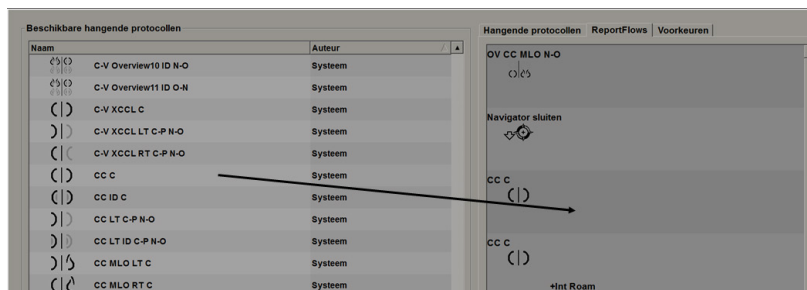 Beschikbare hangende protocollen
Naam Auteur
C-V Overview10 ID N-O Systeem
C-V Overview11 ID O-N Systeem
C-V XCCL C Systeem
C-V XCCL LT C-P N-O Systeem
C-V XCCL RT C-P N-O Systeem
CC C Systeem
CC ID C Systeem
CC LT C-P N-O Systeem
CC LT ID C-P N-O Systeem
CC MLO LT C Systeem
CC MLO RT C Systeem
Hangende protocollen ReportFlows Voorkeuren
OV CC MLO N-O
Navigator sluiten
CC C
CC C
+Int Roam